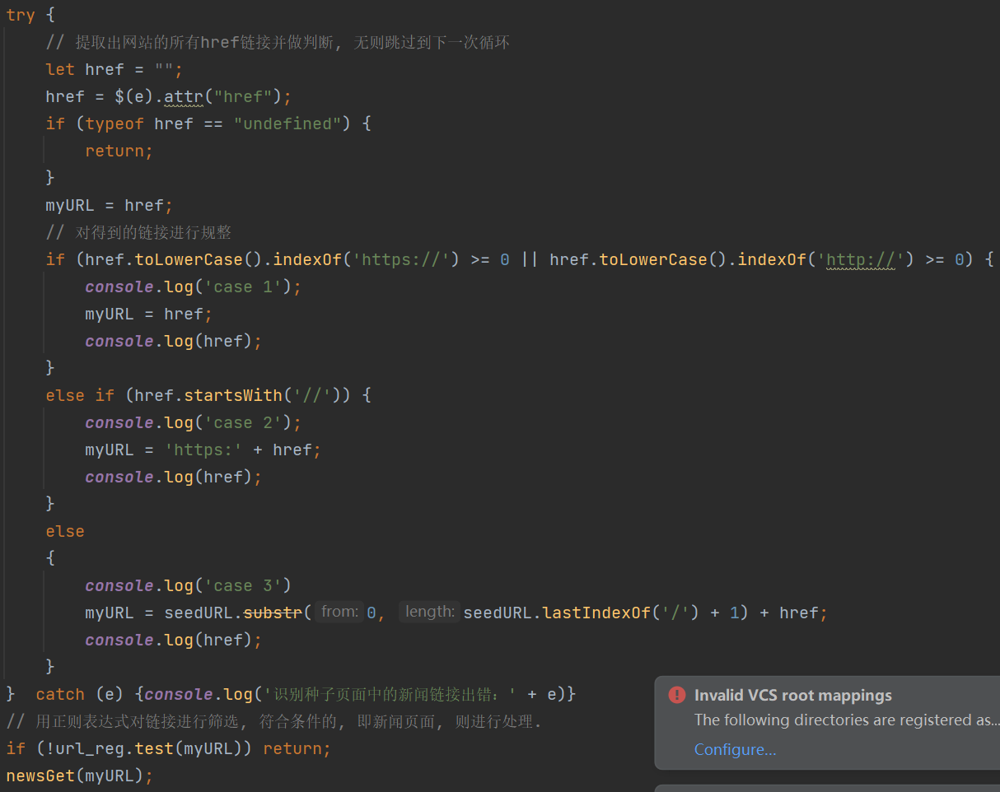 try {
// 提取出网站的所有href链接并做判断, 无则跳过到下一次循环
let href = "";
href = $(e).attr("href");
if (typeof href == "undefined") {
return;
}
myURL = href;
// 对得到的链接进行规整
if (href.toLowerCase().indexOf('https://') >= 0 || href.toLowerCase().indexOf('http://') >= 0) {
console.log('case 1');
myURL = href;
console.log(href);
}
else if (href.startsWith('//')) {
console.log('case 2');
myURL = 'https:' + href;
console.log(href);
}
else
{
console.log('case 3')
myURL = seedURL.substr( from: 0, length: seedURL.lastIndexOf('/') + 1) + href;
console.log(href);
}
} catch (e) {console.log('识别种子页面中的新闻链接出错：' + e)}
// 用正则表达式对链接进行筛选, 符合条件的, 即新闻页面, 则进行处理.
if (!url_reg.test(myURL)) return;
newsGet(myURL);
Invalid VCS root mappings
The following directories are registered as...
Configure...